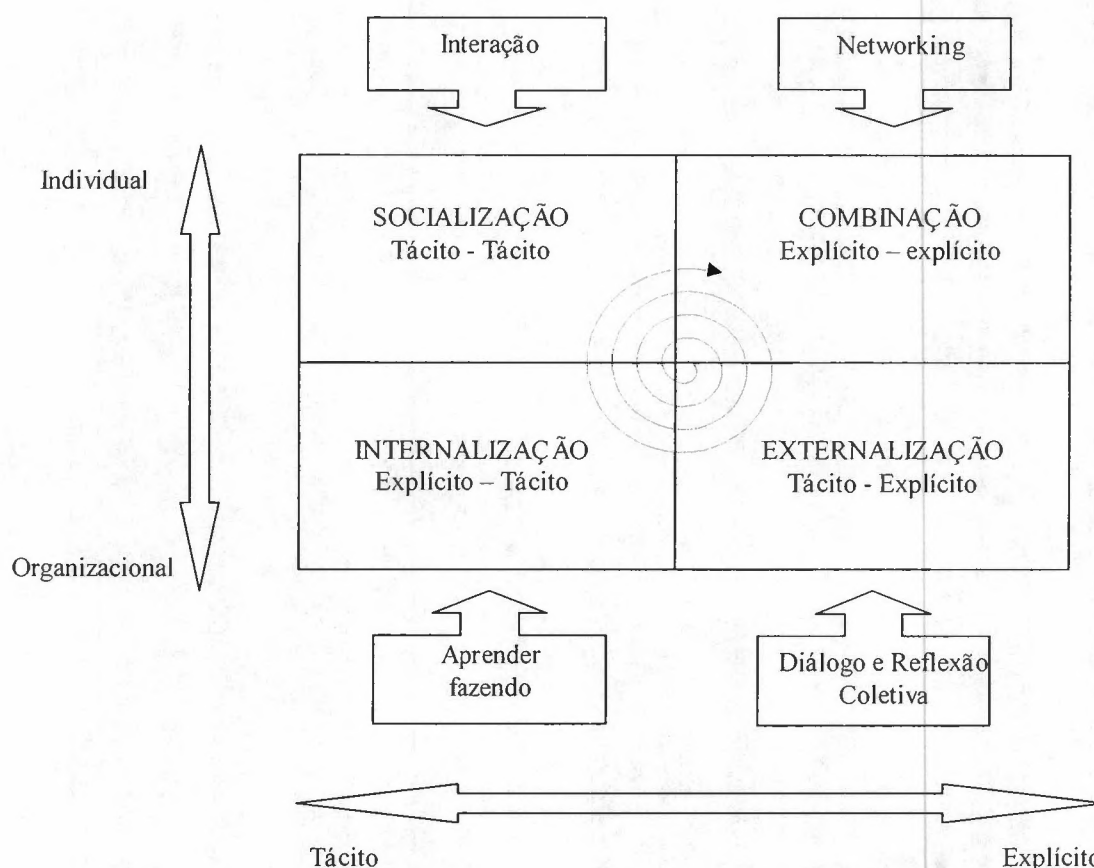 Interação
Networking
Individual
SOCIALIZAÇÃO
Tácito - Tácito
COMBINAÇÃO
Explícito – explícito
INTERNALIZAÇÃO
Explícito – Tácito
EXTERNALIZAÇÃO
Tácito - Explícito
Organizacional
Aprender
fazendo
Diálogo e Reflexão
Coletiva
Tácito
Explícito